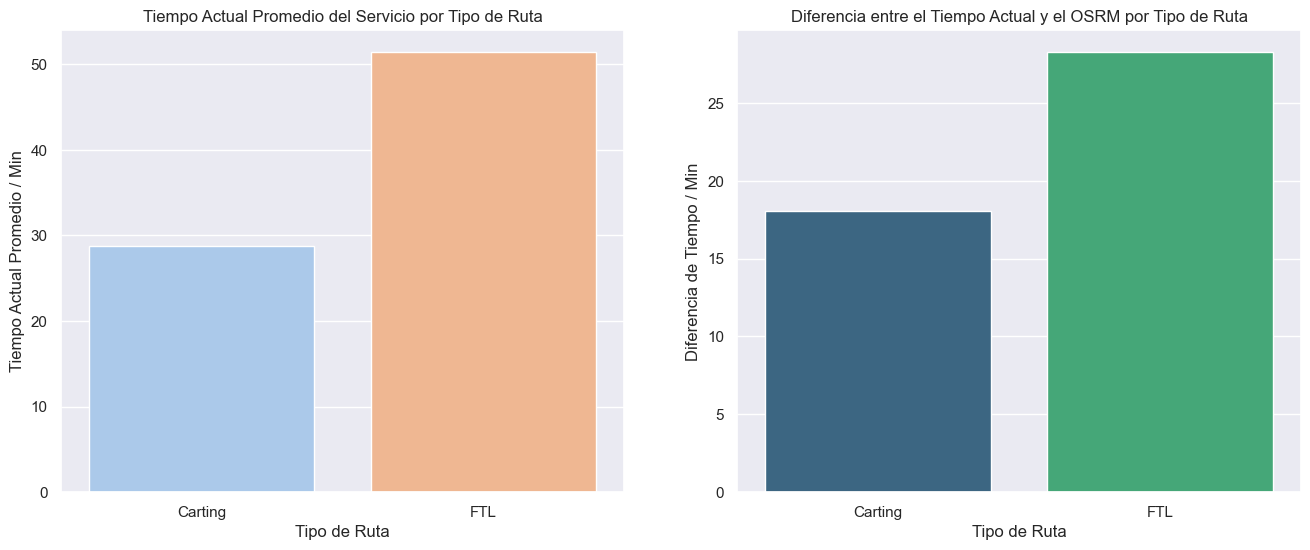 Tiempo Actual Promedio del Servicio por Tipo de Ruta
Tiempo Actual Promedio / Min
50
40
30
20
10
0
Carting
FTL
Tipo de Ruta
Diferencia entre el Tiempo Actual y el OSRM por Tipo de Ruta
Diferencia de Tiempo / Min
25
20
15
10
5
0
Carting
FTL
Tipo de Ruta